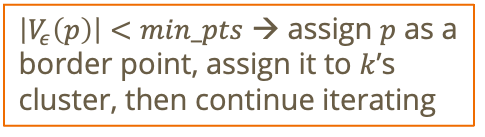 |V_ϵ(p)| < min_pts → assign p as a
border point, assign it to k's
cluster, then continue iterating